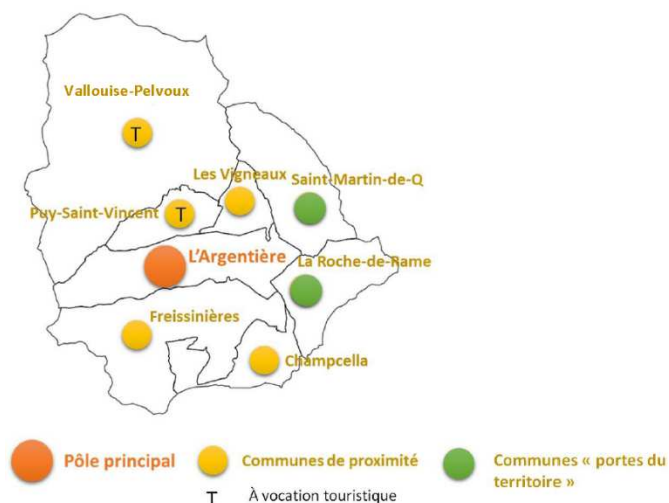 Vallouise-Pelvoux
T
Les Vigneaux
Saint-Martin-de-Q
Puy-Saint-Vincent
T
L'Argentière
La Roche-de-Rame
Freissinières
Champcella
Pôle principal
Communes de proximité
Communes « portes du
territoire »
T À vocation touristique